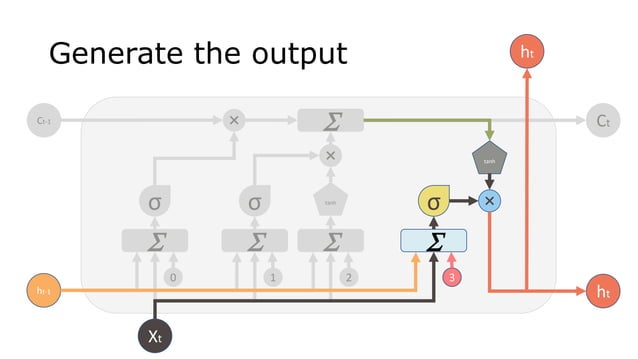 Generate the output
ht
Ct-1
×
Σ
Ct
×
tanh
σ
σ
tanh
σ
×
Σ
Σ
Σ
Σ
0
1
2
3
ht-1
ht
Xt